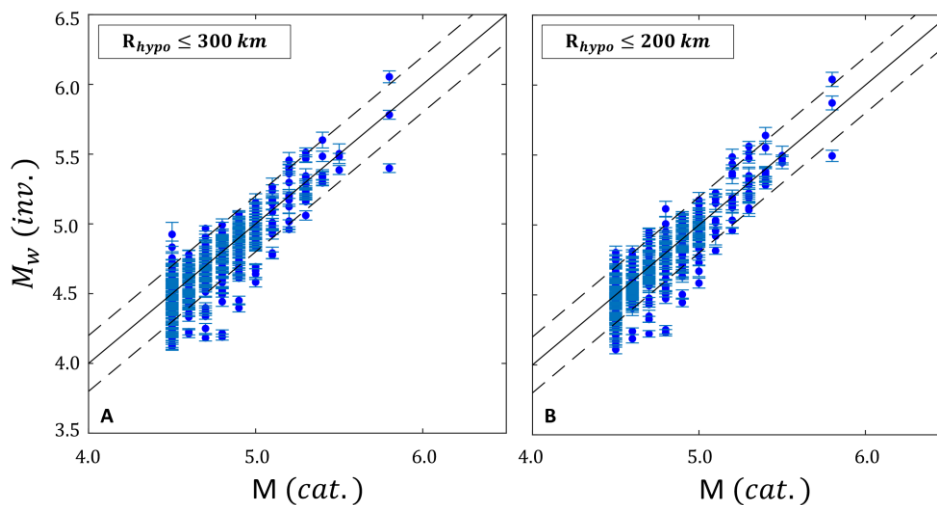 R_hypo ≤ 300 km
R_hypo ≤ 200 km
6.5
6.0
5.5
5.0
4.5
4.0
3.5
M_w (inv.)
A
B
4.0 5.0 6.0
4.0 5.0 6.0
M (cat.)
M (cat.)